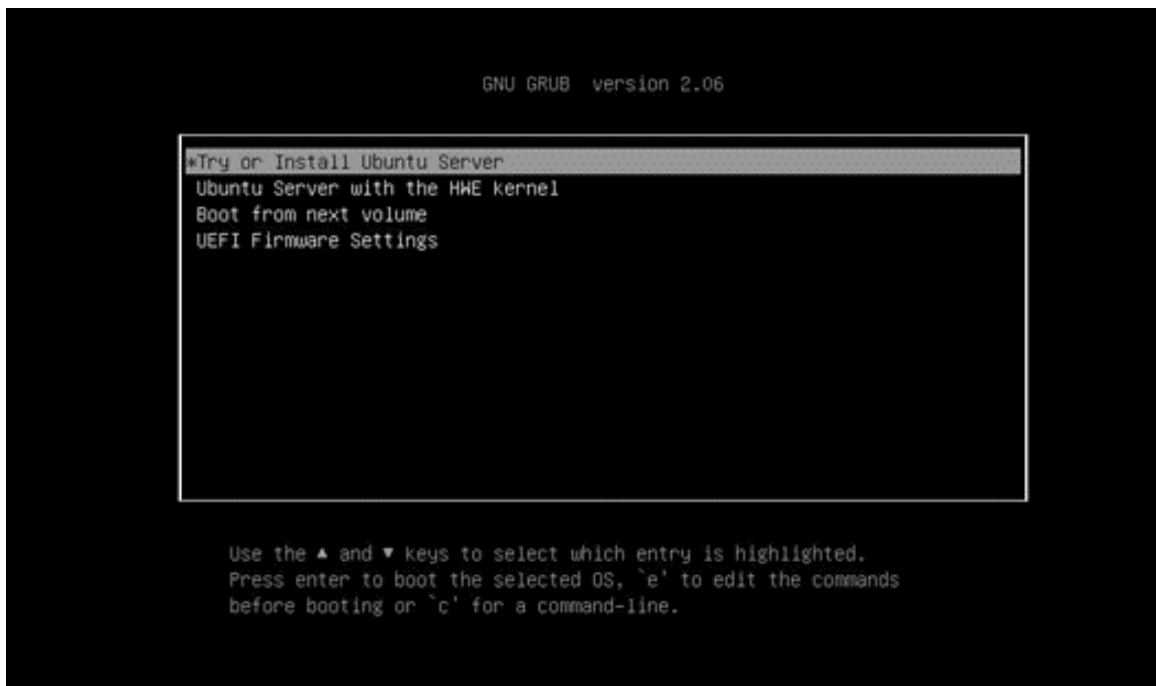 GNU GRUB version 2.06
*Try or Install Ubuntu Server
Ubuntu Server with the HWE kernel
Boot from next volume
UEFI Firmware Settings
Use the ▲ and ▼ keys to select which entry is highlighted.
Press enter to boot the selected OS, `e' to edit the commands
before booting or `c' for a command-line.